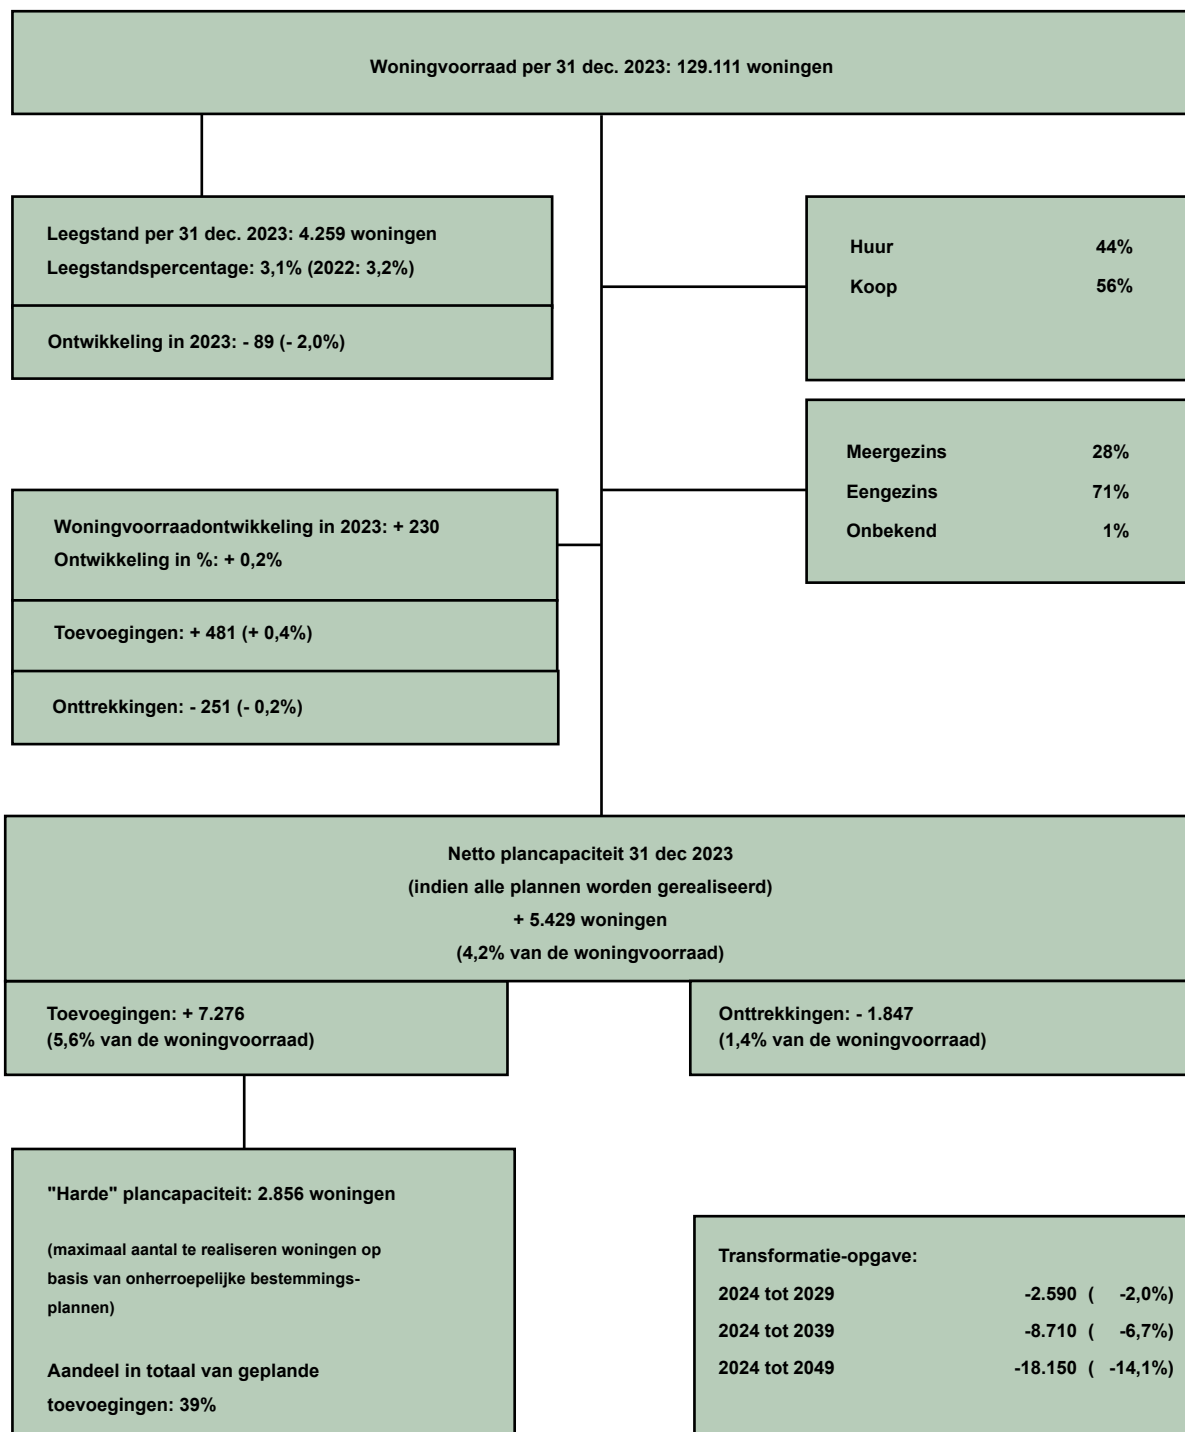 Woningvoorraad per 31 dec. 2023: 129.111 woningen
Leegstand per 31 dec. 2023: 4.259 woningen
Leegstandspercentage: 3,1% (2022: 3,2%)
Ontwikkeling in 2023: - 89 (- 2,0%)
Huur 44%
Koop 56%
Meergezins 28%
Eengezins 71%
Onbekend 1%
Woningvoorraadontwikkeling in 2023: + 230
Ontwikkeling in %: + 0,2%
Toevoegingen: + 481 (+ 0,4%)
Onttrekkingen: - 251 (- 0,2%)
Netto plancapaciteit 31 dec 2023
(indien alle plannen worden gerealiseerd)
+ 5.429 woningen
(4,2% van de woningvoorraad)
Toevoegingen: + 7.276
(5,6% van de woningvoorraad)
Onttrekkingen: - 1.847
(1,4% van de woningvoorraad)
"Harde" plancapaciteit: 2.856 woningen
(maximaal aantal te realiseren woningen op
basis van onherroepelijke bestemmings-
plannen)
Aandeel in totaal van geplande
toevoegingen: 39%
Transformatie-opgave:
2024 tot 2029 -2.590 ( -2,0%)
2024 tot 2039 -8.710 ( -6,7%)
2024 tot 2049 -18.150 ( -14,1%)